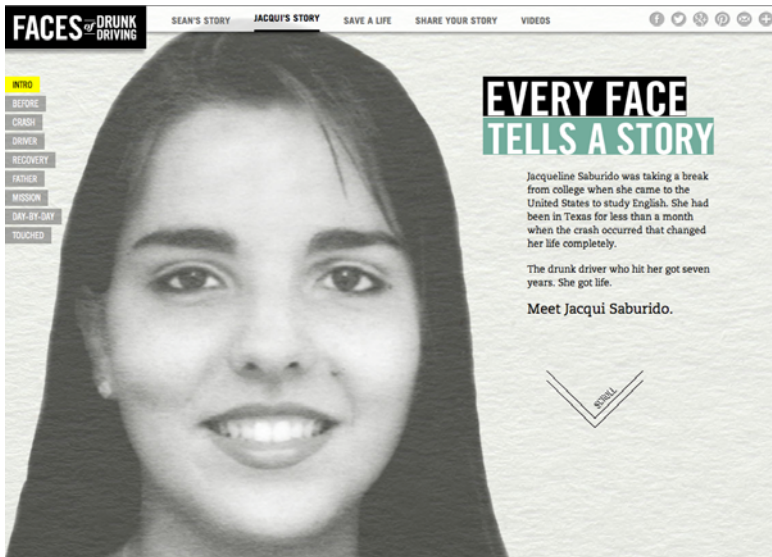 FACES of DRUNK
DRIVING
SEAN'S STORY JACQUI'S STORY SAVE A LIFE SHARE YOUR STORY VIDEOS
INTRO
BEFORE
CRASH
DRIVER
RECOVERY
FATHER
MISSION
DAY-BY-DAY
TOUCHED
EVERY FACE
TELLS A STORY
Jacqueline Saburido was taking a break
from college when she came to the
United States to study English. She had
been in Texas for less than a month
when the crash occurred that changed
her life completely.
The drunk driver who hit her got seven
years. She got life.
Meet Jacqui Saburido.
SCROLL